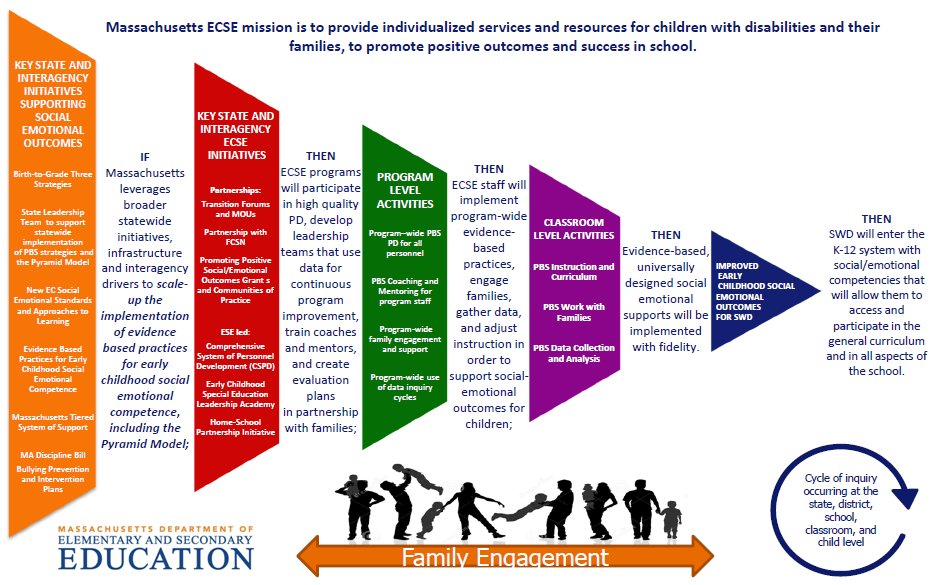 Massachusetts ECSE mission is to provide individualized services and resources for children with disabilities and their
families, to promote positive outcomes and success in school.
KEY STATE AND
INTERAGENCY
INITIATIVES
SUPPORTING
SOCIAL
EMOTIONAL
OUTCOMES
Birth-to-Grade Three
Strategies
State Leadership
Team to support
statewide
implementation
of PBS strategies and
the Pyramid Model
New EC Social
Emotional Standards
and Approaches to
Learning
Evidence Based
Practices for Early
Childhood Social
Emotional
Competence
Massachusetts Tiered
System of Support
MA Discipline Bill
Bullying Prevention
and Intervention
Plans
IF
Massachusetts
leverages
broader
statewide
initiatives,
infrastructure
and interagency
drivers to scale-
up the
implementation
of evidence
based practices
for early
childhood social
emotional
competence,
including the
Pyramid Model;
KEY STATE AND
INTERAGENCY
ECSE
INITIATIVES
Partnerships:
Transition Forums
and MOUs
Partnership with
FCSN
Promoting Positive
Social/Emotional
Outcomes Grant s
and Communities of
Practice
ESE led:
Comprehensive
System of Personnel
Development (CSPD)
Early Childhood
Special Education
Leadership Academy
Home-School
Partnership Initiative
THEN
ECSE programs
will participate
in high quality
PD, develop
leadership
teams that use
data for
continuous
program
improvement,
train coaches
and mentors,
and create
evaluation
plans
in partnership
with families;
PROGRAM
LEVEL
ACTIVITIES
Program–wide PBS
PD for all
personnel
PBS Coaching and
Mentoring for
program staff
Program-wide
family engagement
and support
Program-wide use
of data inquiry
cycles
THEN
ECSE staff will
implement
program-wide
evidence-
based
practices,
engage
families,
gather data,
and adjust
instruction in
order to
support social-
emotional
outcomes for
children;
CLASSROOM
LEVEL ACTIVITIES
PBS Instruction and
Curriculum
PBS Work with
Families
PBS Data Collection
and Analysis
THEN
Evidence-based,
universally
designed social
emotional
supports will be
implemented
with fidelity.
IMPROVED
EARLY
CHILDHOOD SOCIAL
EMOTIONAL
OUTCOMES
FOR SWD
THEN
SWD will enter the
K-12 system with
social/emotional
competencies that
will allow them to
access and
participate in the
general curriculum
and in all aspects of
the school.
MASSACHUSETTS DEPARTMENT OF
ELEMENTARY AND SECONDARY
EDUCATION
Family Engagement
Cycle of inquiry
occurring at the
state, district,
school,
classroom, and
child level